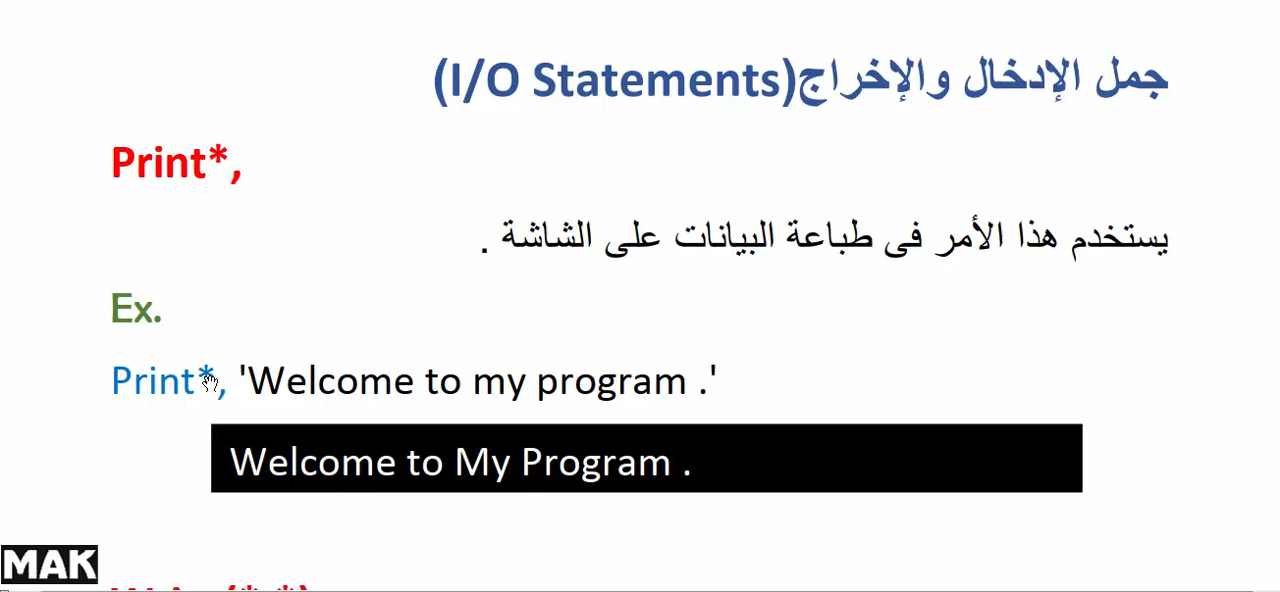 جمل الإدخال والإخراج(I/O Statements)
Print*,
يستخدم هذا الأمر فى طباعة البيانات على الشاشة .
Ex.
Print*, 'Welcome to my program .'
Welcome to My Program .
MAK